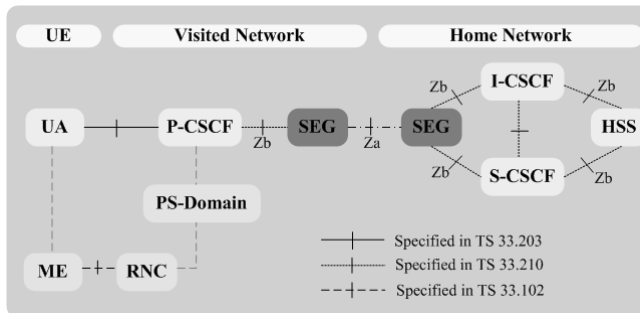 UE Visited Network Home Network
I-CSCF
Zb Zb
UA P-CSCF SEG SEG HSS
Zb Za
Zb Zb
S-CSCF
PS-Domain
Specified in TS 33.203
Specified in TS 33.210
ME RNC
Specified in TS 33.102